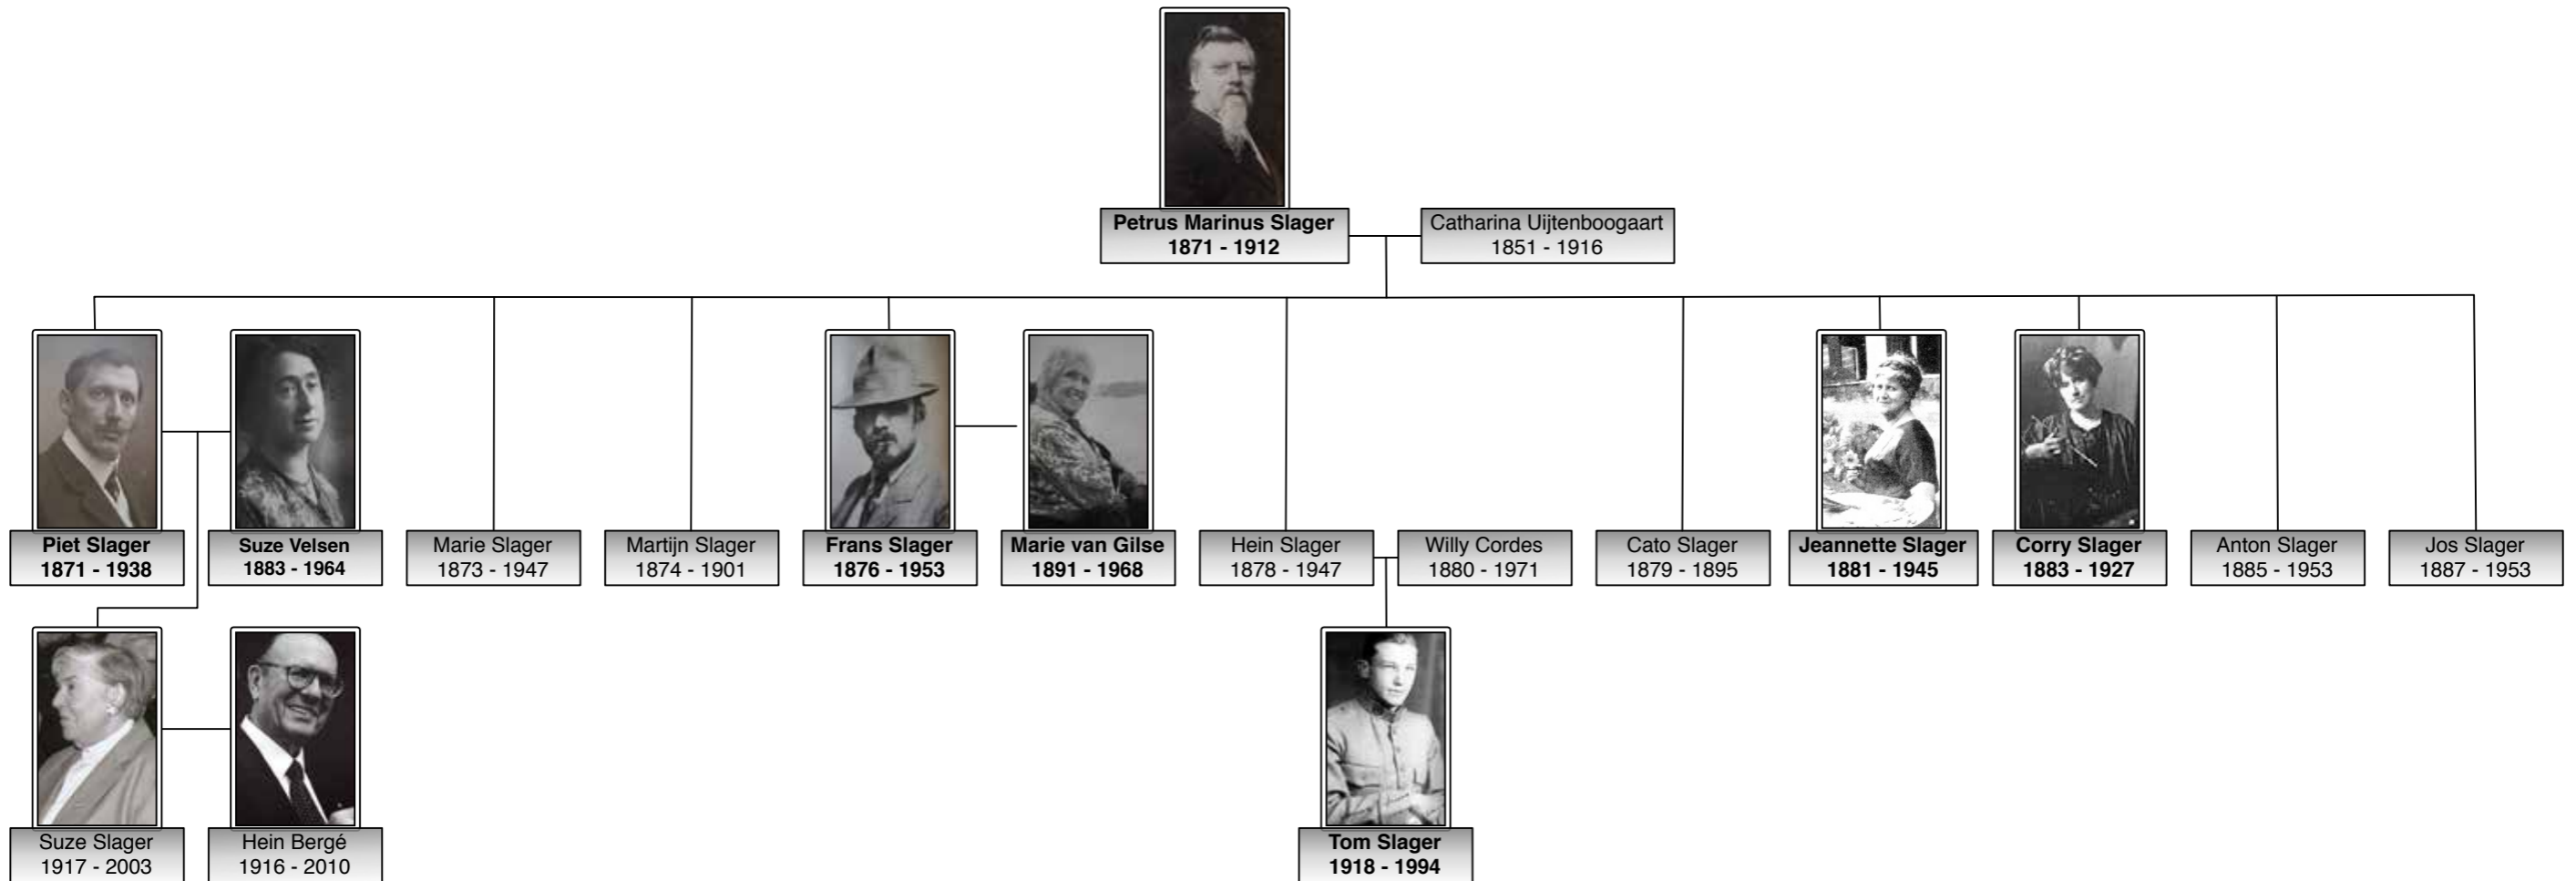 Petrus Marinus Slager
1871 - 1912
Catharina Uijtenboogaart
1851 - 1916
Piet Slager
1871 - 1938
Suze Velsen
1883 - 1964
Marie Slager
1873 - 1947
Martijn Slager
1874 - 1901
Frans Slager
1876 - 1953
Marie van Gilse
1891 - 1968
Hein Slager
1878 - 1947
Willy Cordes
1880 - 1971
Cato Slager
1879 - 1895
Jeannette Slager
1881 - 1945
Corry Slager
1883 - 1927
Anton Slager
1885 - 1953
Jos Slager
1887 - 1953
Suze Slager
1917 - 2003
Hein Bergé
1916 - 2010
Tom Slager
1918 - 1994